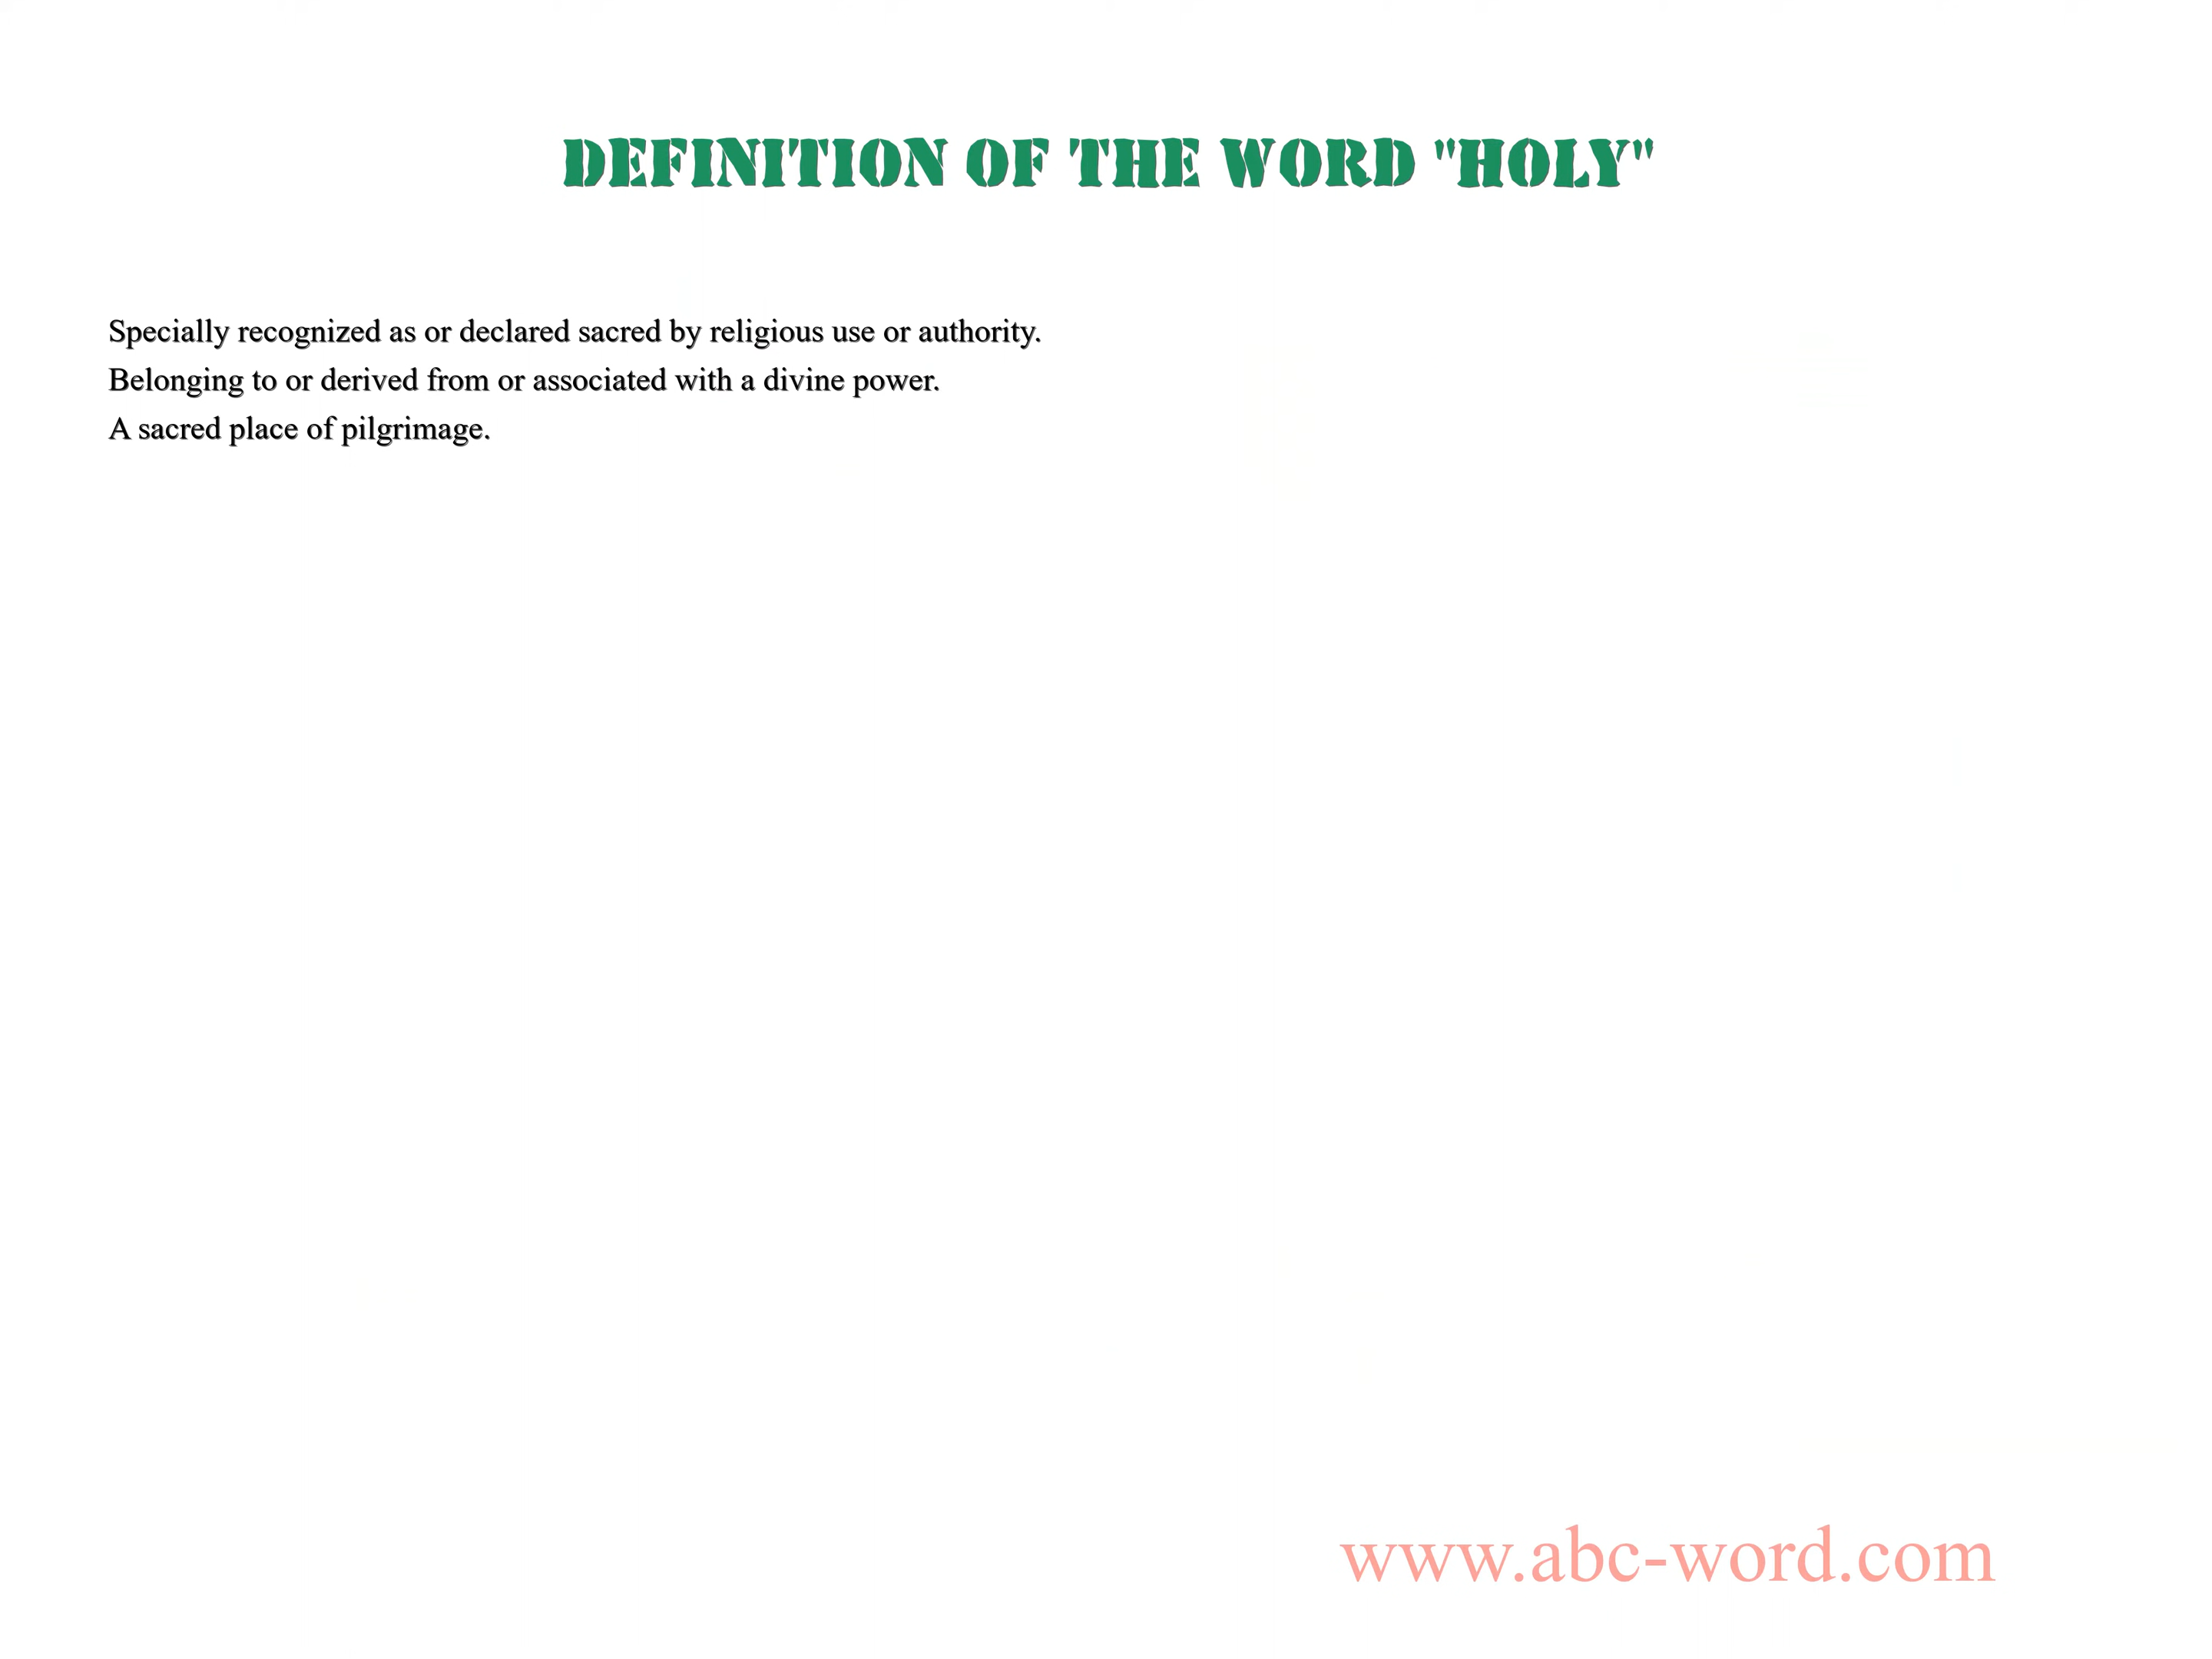 DEFINITION OF THE WORD "HOLY"
Specially recognized as or declared sacred by religious use or authority.
Belonging to or derived from or associated with a divine power.
A sacred place of pilgrimage.
www.abc-word.com